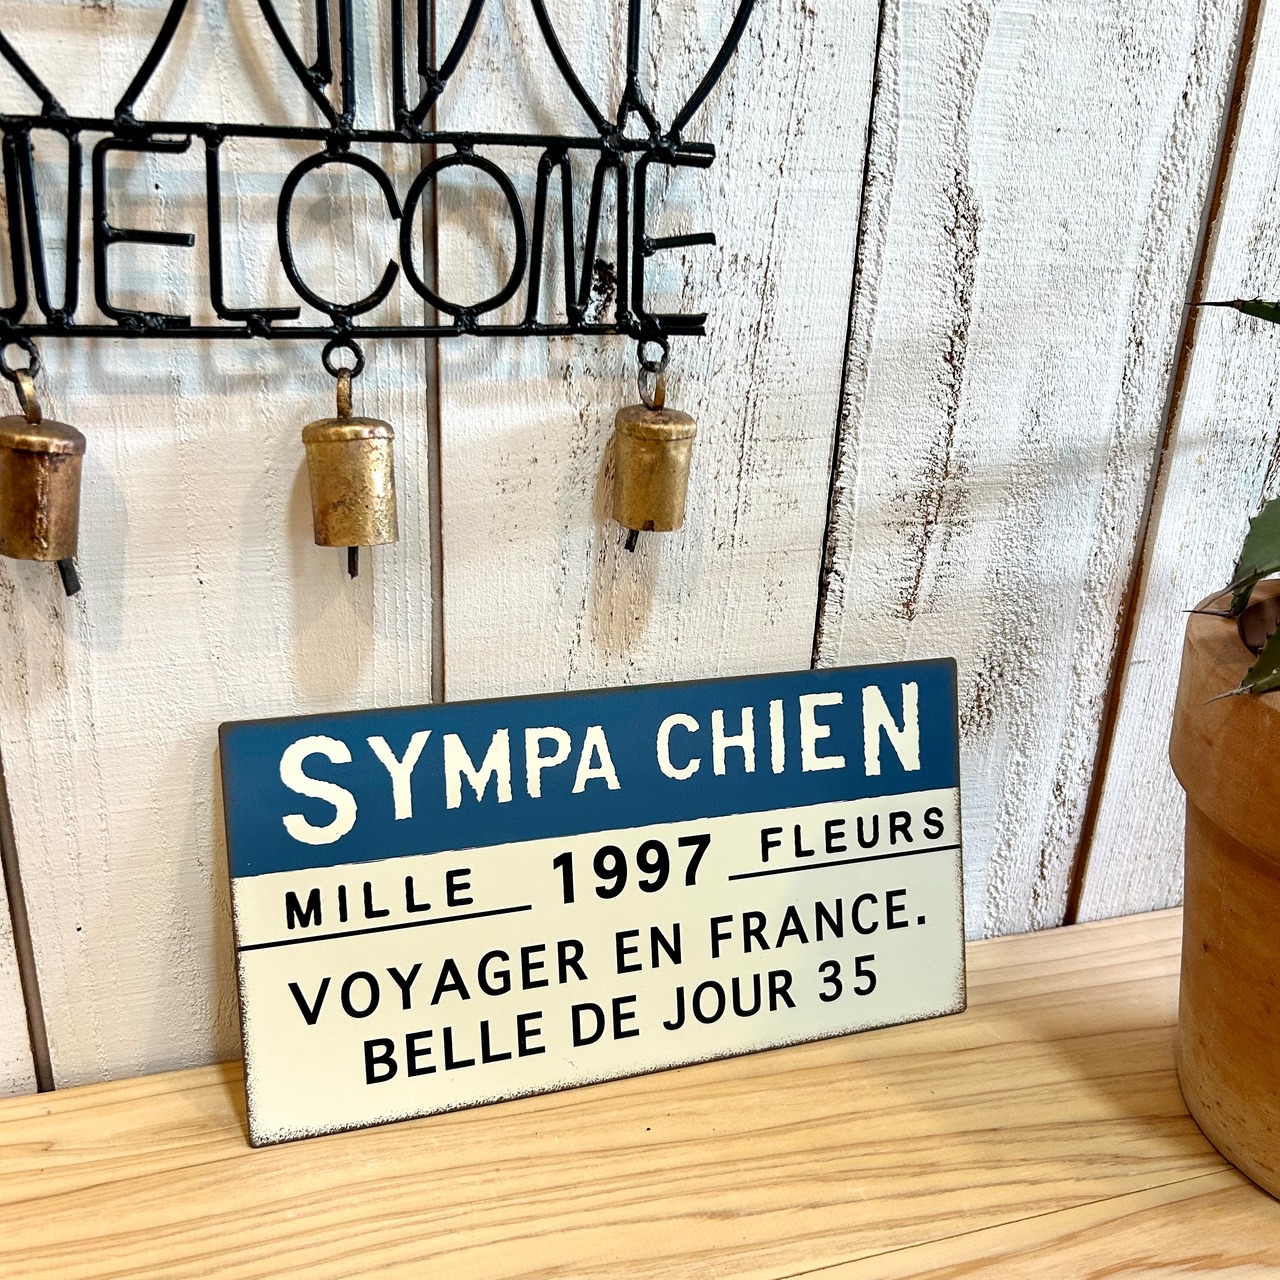 WELCOME
SYMPA CHIEN
MILLE 1997 FLEURS
VOYAGER EN FRANCE.
BELLE DE JOUR 35